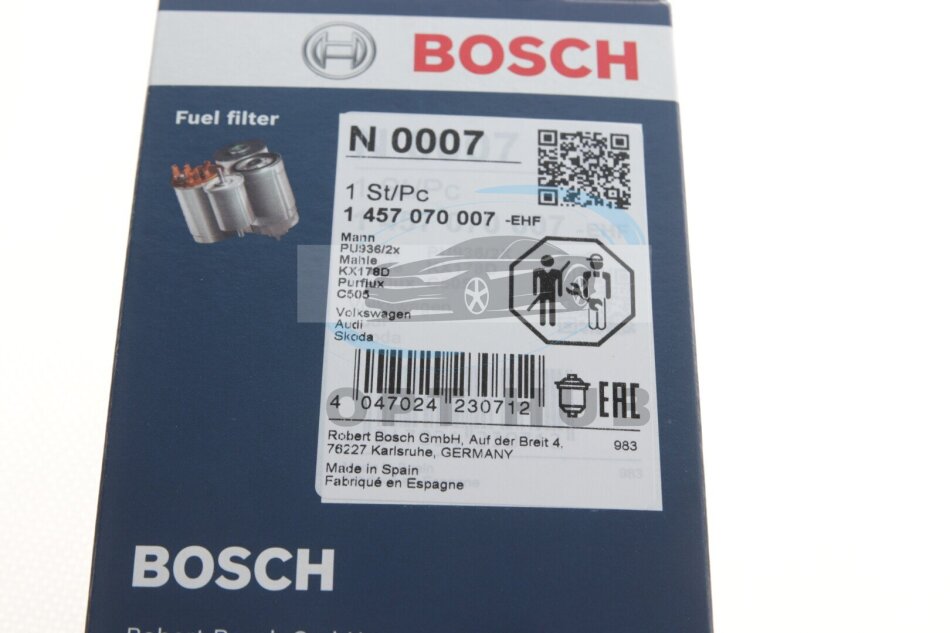 BOSCH
Fuel filter
N 0007
1 St/Pc
1 457 070 007 -EHF
Mann
PU936/2x
Mahle
KX178D
Purflux
C505
Volkswagen
Audi
Skoda
4 047024 230712
EAC
OPT HUB
Robert Bosch GmbH, Auf der Breit 4,
76227 Karlsruhe, GERMANY
983
Made in Spain
Fabriqué en Espagne
BOSCH